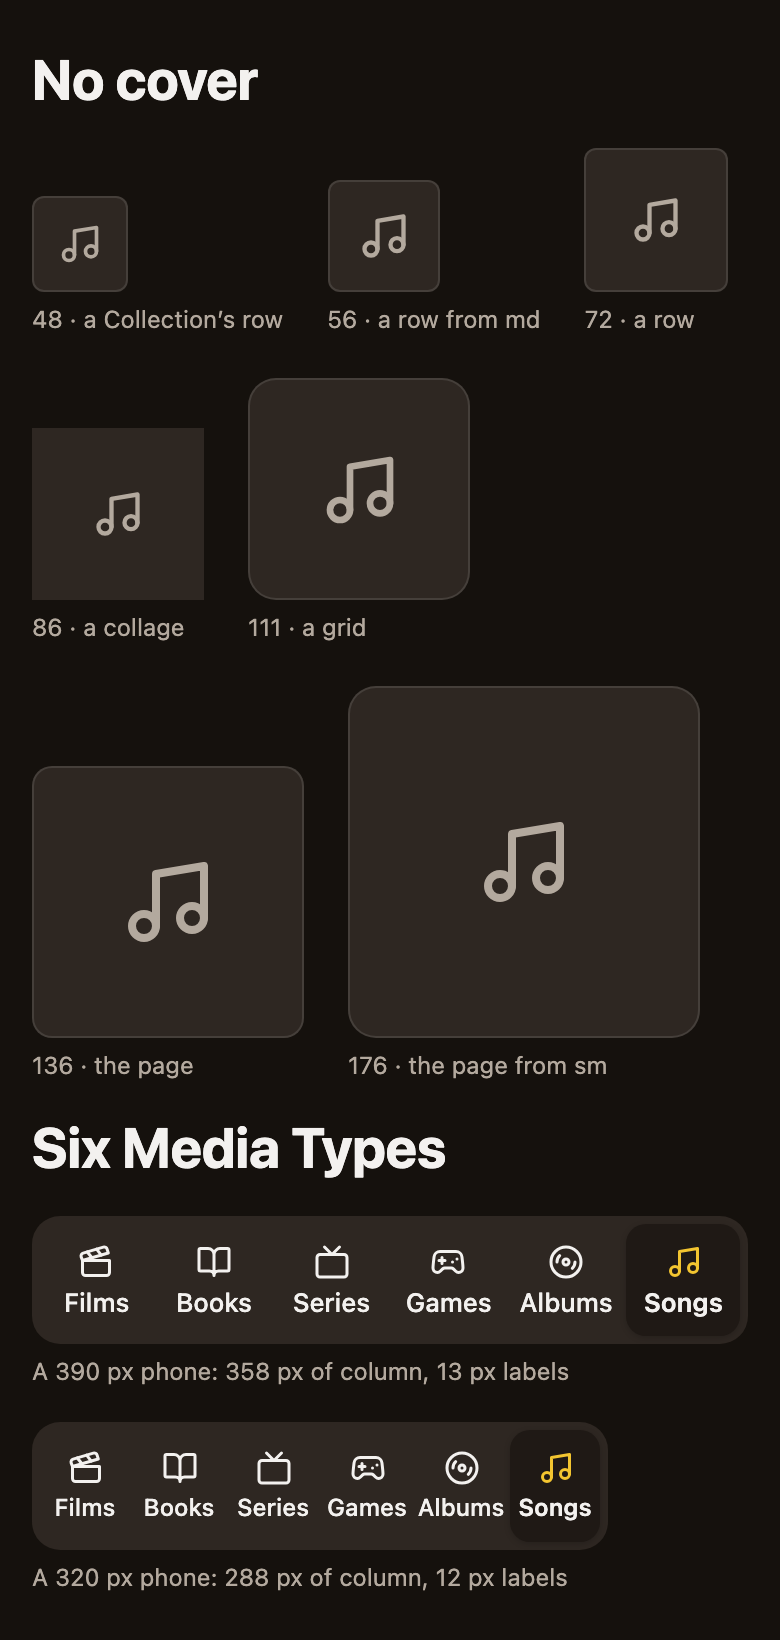 No cover
48 · a Collection’s row
56 · a row from md
72 · a row
86 · a collage
111 · a grid
136 · the page
176 · the page from sm
Six Media Types
Films
Books
Series
Games
Albums
Songs
A 390 px phone: 358 px of column, 13 px labels
Films
Books
Series
Games
Albums
Songs
A 320 px phone: 288 px of column, 12 px labels